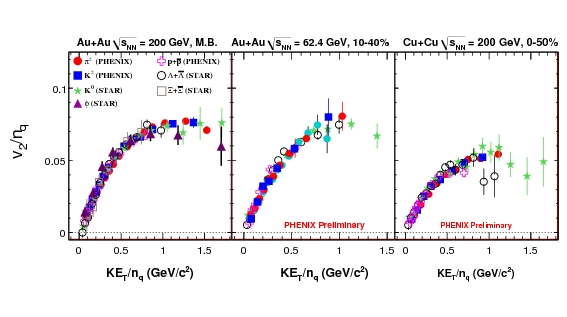 Au+Au √sNN = 200 GeV, M.B.
Au+Au √sNN = 62.4 GeV, 10-40%
Cu+Cu √sNN = 200 GeV, 0-50%
π± (PHENIX)
K± (PHENIX)
K0 (STAR)
ϕ (STAR)
p+p̄ (PHENIX)
Λ+Λ̄ (STAR)
Ξ+Ξ̄ (STAR)
v2/nq
0.1
0.05
0
PHENIX Preliminary
PHENIX Preliminary
0 0.5 1 1.5
0 0.5 1 1.5
0 0.5 1 1.5
KET/nq (GeV/c2)
KET/nq (GeV/c2)
KET/nq (GeV/c2)